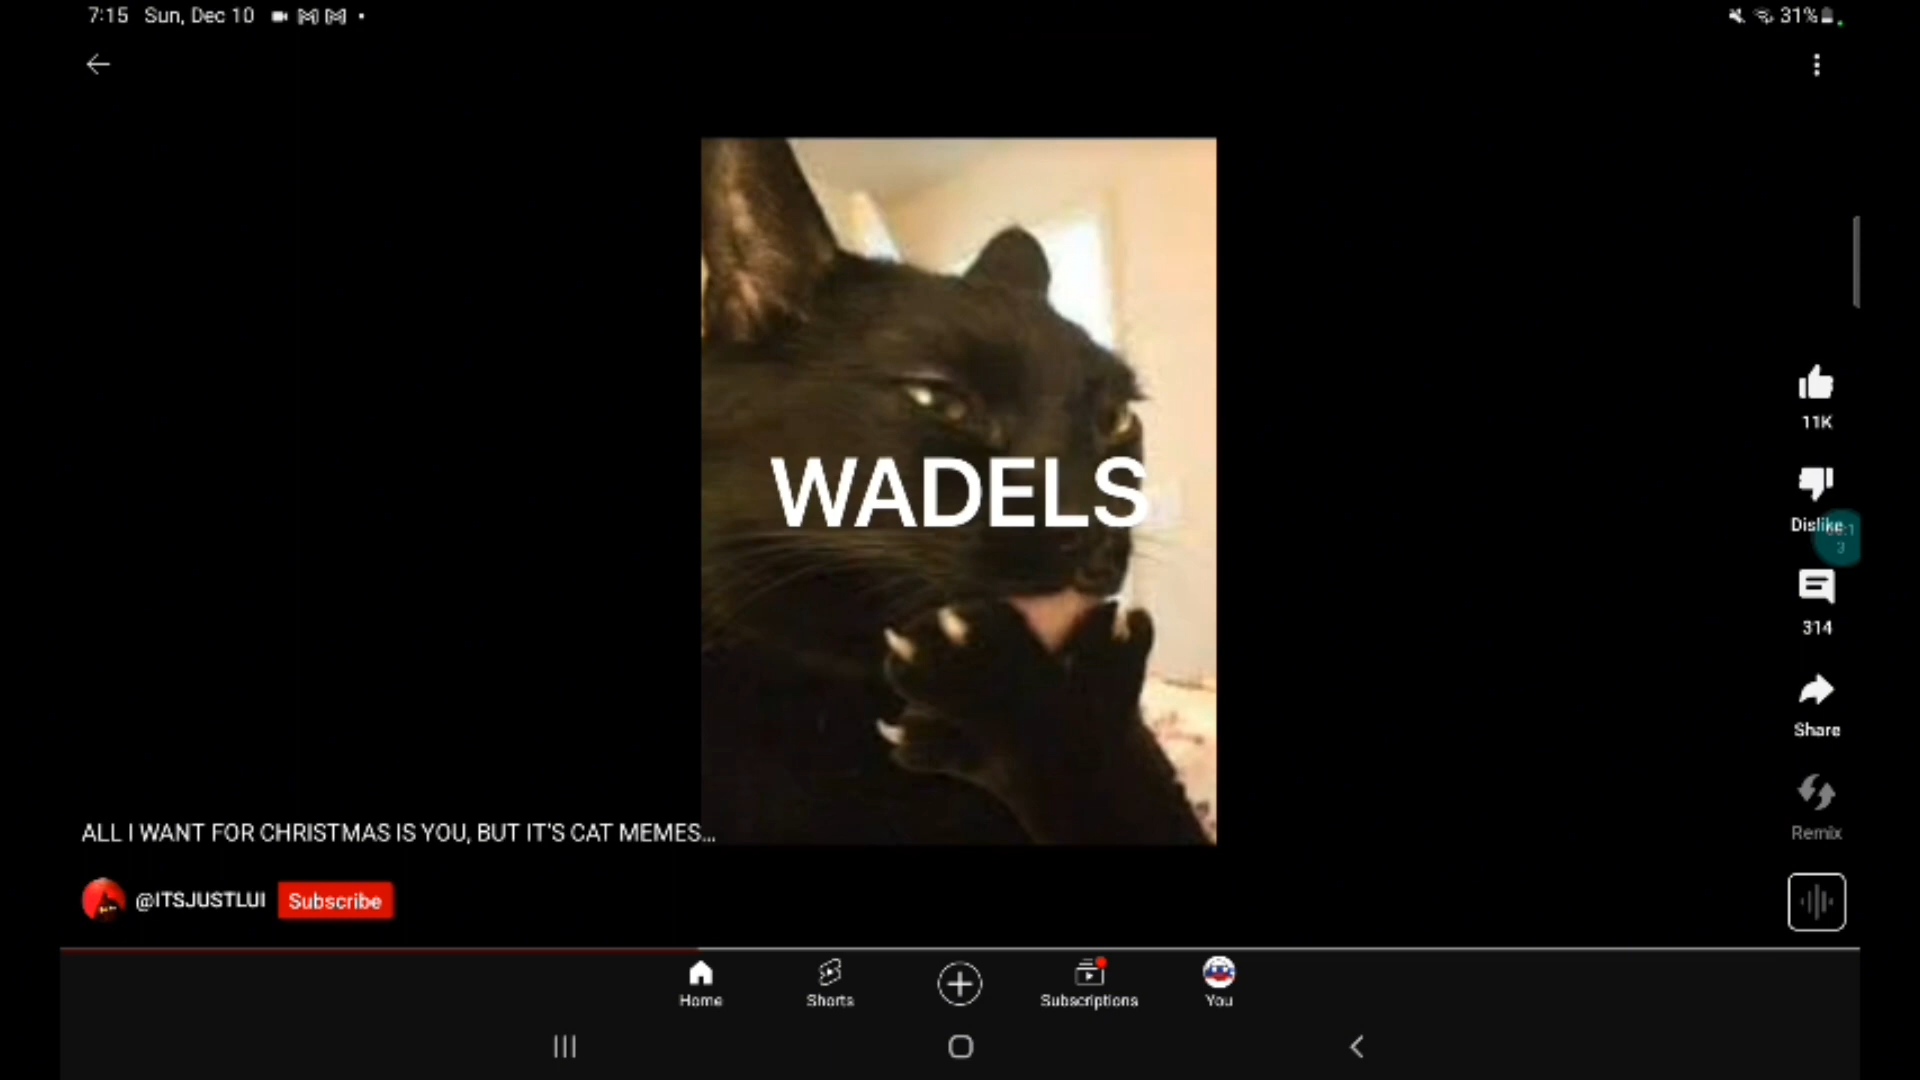 7:15 Sun, Dec 10
31%
WADELS
11K
Dislike
314
Share
Remix
ALL I WANT FOR CHRISTMAS IS YOU, BUT IT'S CAT MEMES...
@ITSJUSTLUI Subscribe
Home Shorts Subscriptions You